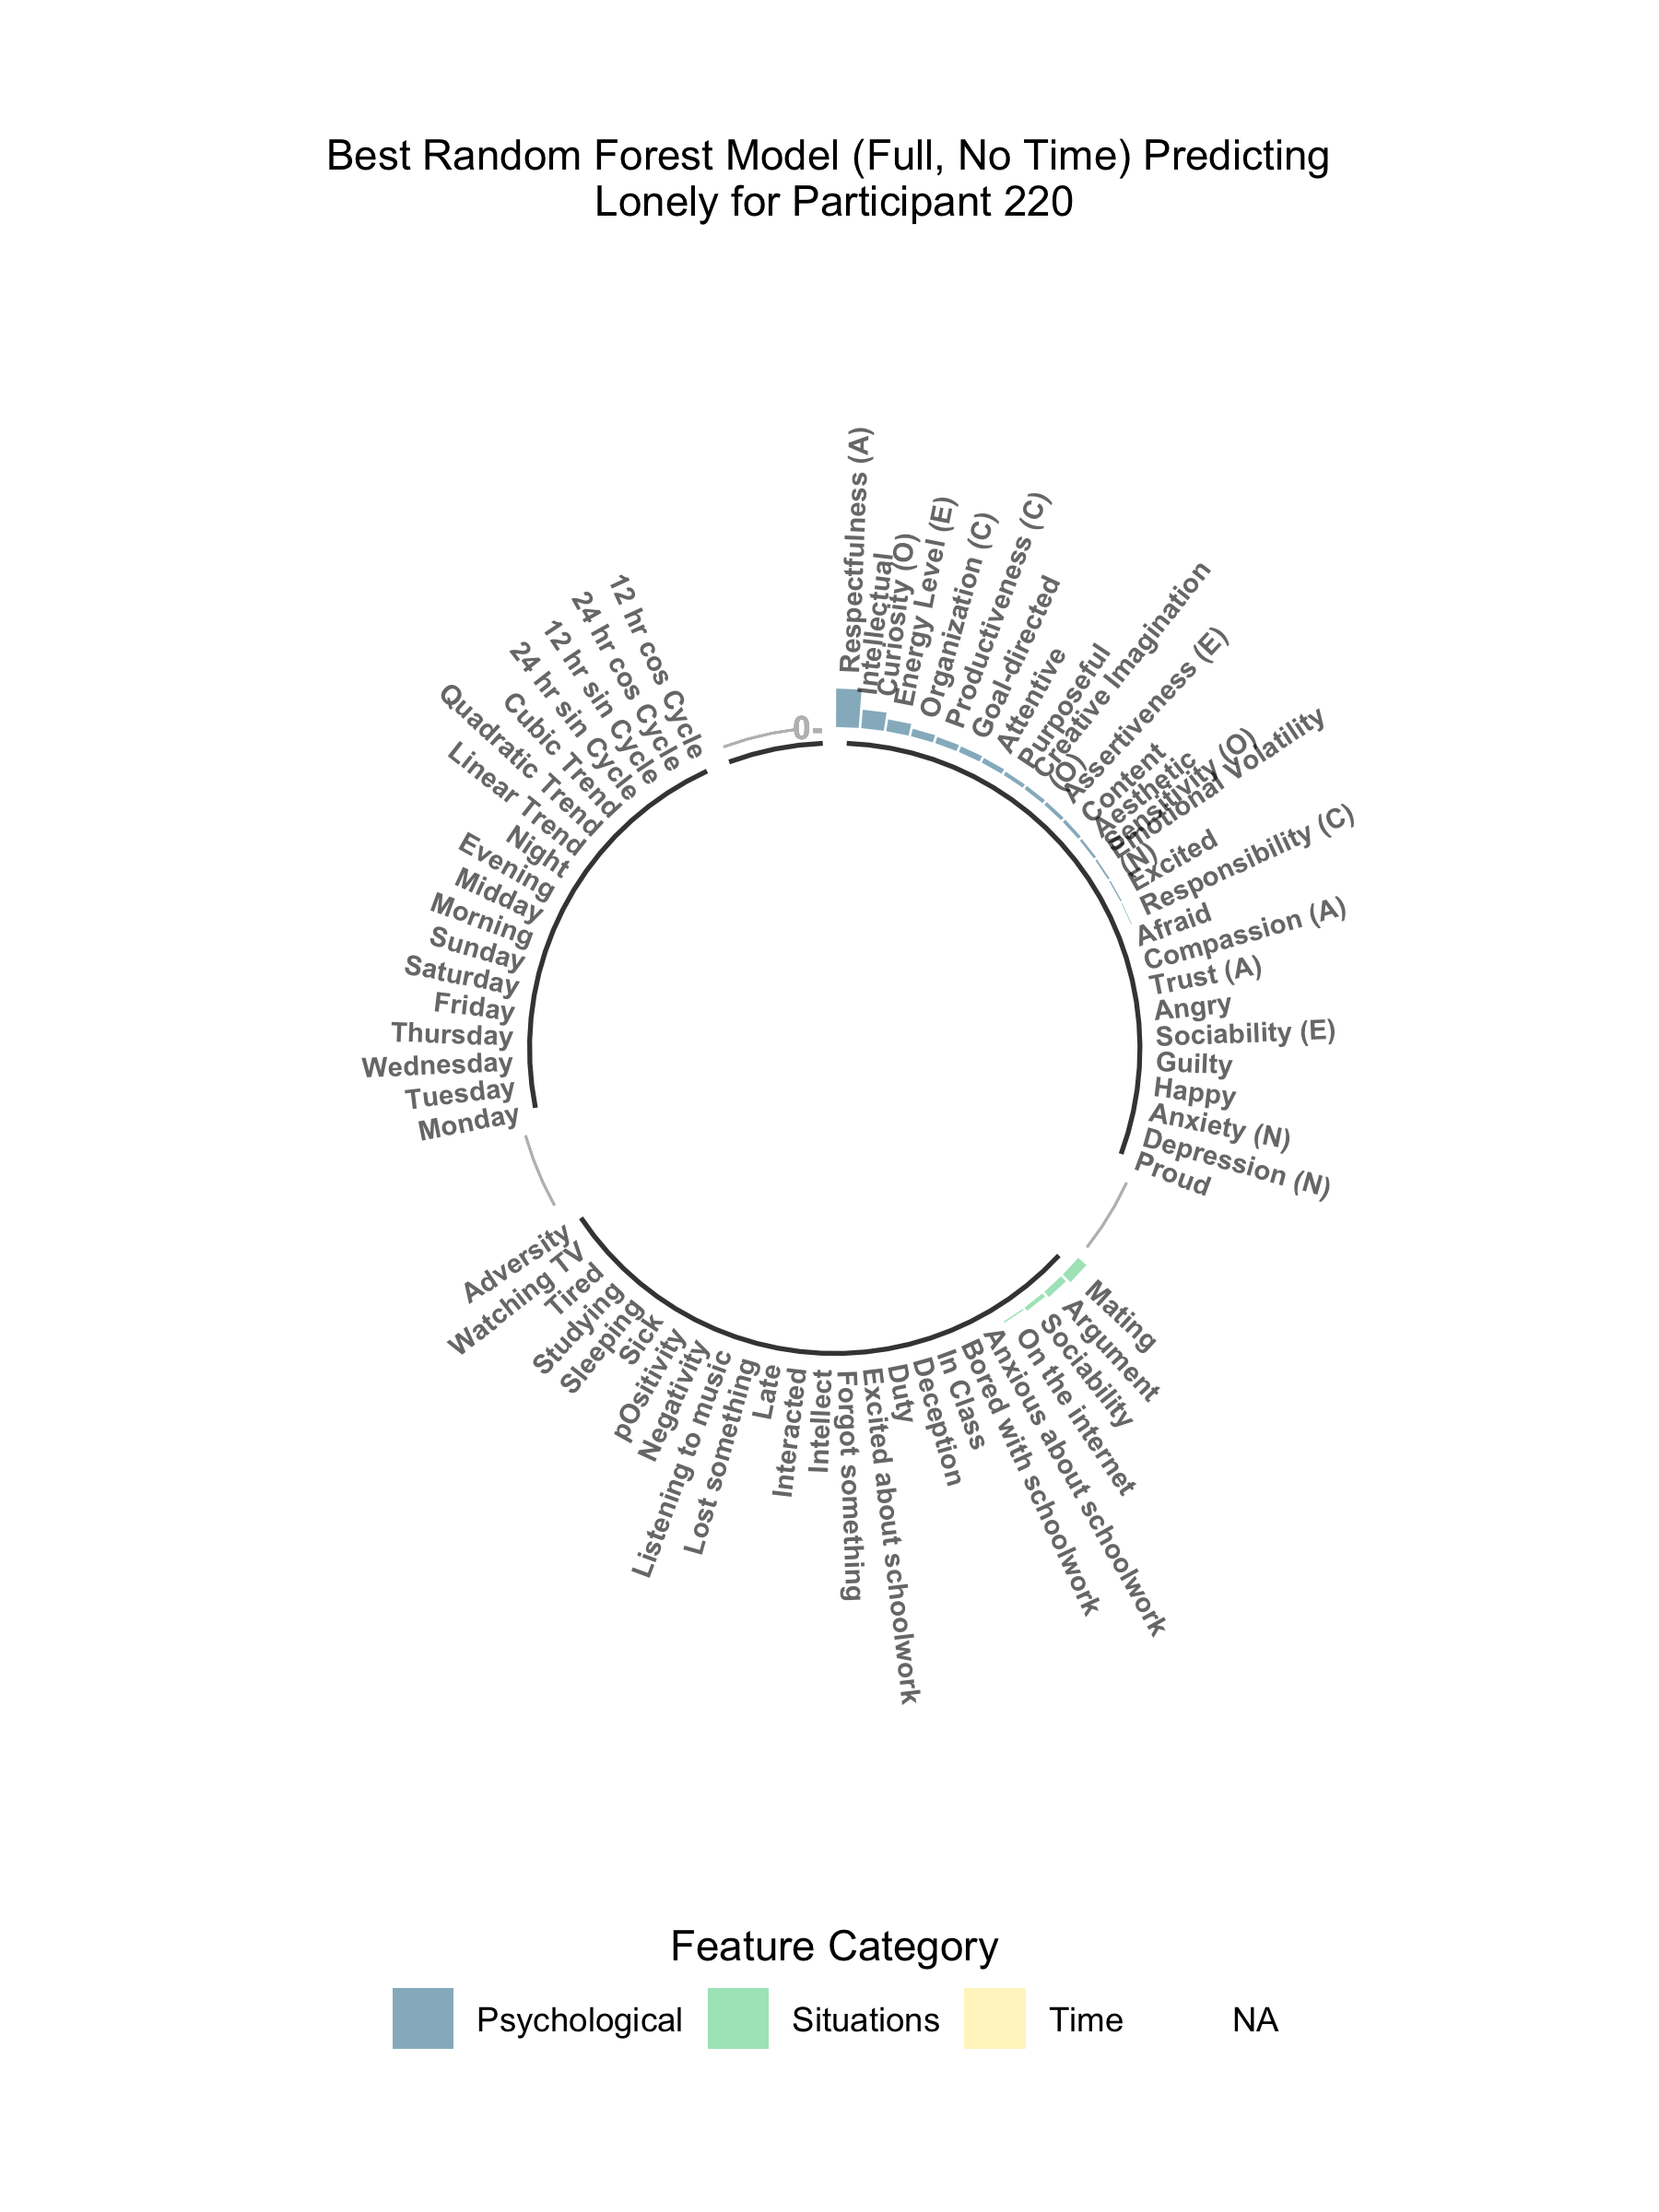 Best Random Forest Model (Full, No Time) Predicting
Lonely for Participant 220
0
Respectfulness (A)
Intellectual
Curiosity (O)
Energy Level (E)
Organization (C)
Productiveness (C)
Goal-directed
Attentive
Purposeful
Creative Imagination
(O)
Assertiveness (E)
Content
Aesthetic
Sensitivity (O)
Emotional Volatility
(N)
Excited
Responsibility (C)
Afraid
Compassion (A)
Trust (A)
Angry
Sociability (E)
Guilty
Happy
Anxiety (N)
Depression (N)
Proud
Mating
Argument
Sociability
On the internet
Anxious about schoolwork
Bored with schoolwork
In Class
Deception
Duty
Excited about schoolwork
Forgot something
Intellect
Interacted
Late
Lost something
Listening to music
Negativity
pOsitivity
Sick
Sleeping
Studying
Tired
Watching TV
Adversity
Monday
Tuesday
Wednesday
Thursday
Friday
Saturday
Sunday
Morning
Midday
Evening
Night
Linear Trend
Quadratic Trend
Cubic Trend
24 hr sin Cycle
12 hr sin Cycle
24 hr cos Cycle
12 hr cos Cycle
Feature Category
Psychological
Situations
Time
NA